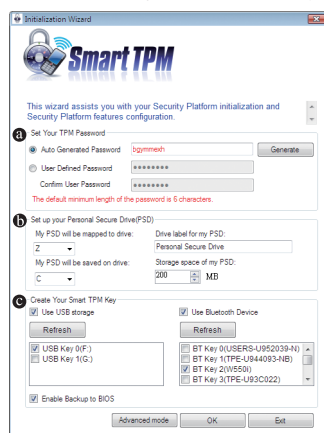 Initialization Wizard
Smart TPM
This wizard assists you with your Security Platform initialization and
Security Platform features configuration.
a Set Your TPM Password
Auto Generated Password bgymmexh Generate
User Defined Password ********
Confirm User Password ********
The default minimum length of the password is 6 characters.
b Set up your Personal Secure Drive(PSD)
My PSD will be mapped to drive: Drive label for my PSD:
Z Personal Secure Drive
My PSD will be saved on drive: Storage space of my PSD:
C 200 MB
c Create Your Smart TPM Key
Use USB storage Use Bluetooth Device
Refresh Refresh
USB Key 0(F:) BT Key 0(USERS-U952039-N)
USB Key 1(G:) BT Key 1(TPE-U944093-NB)
BT Key 2(W550i)
BT Key 3(TPE-U93C022)
Enable Backup to BIOS
Advanced mode OK Exit